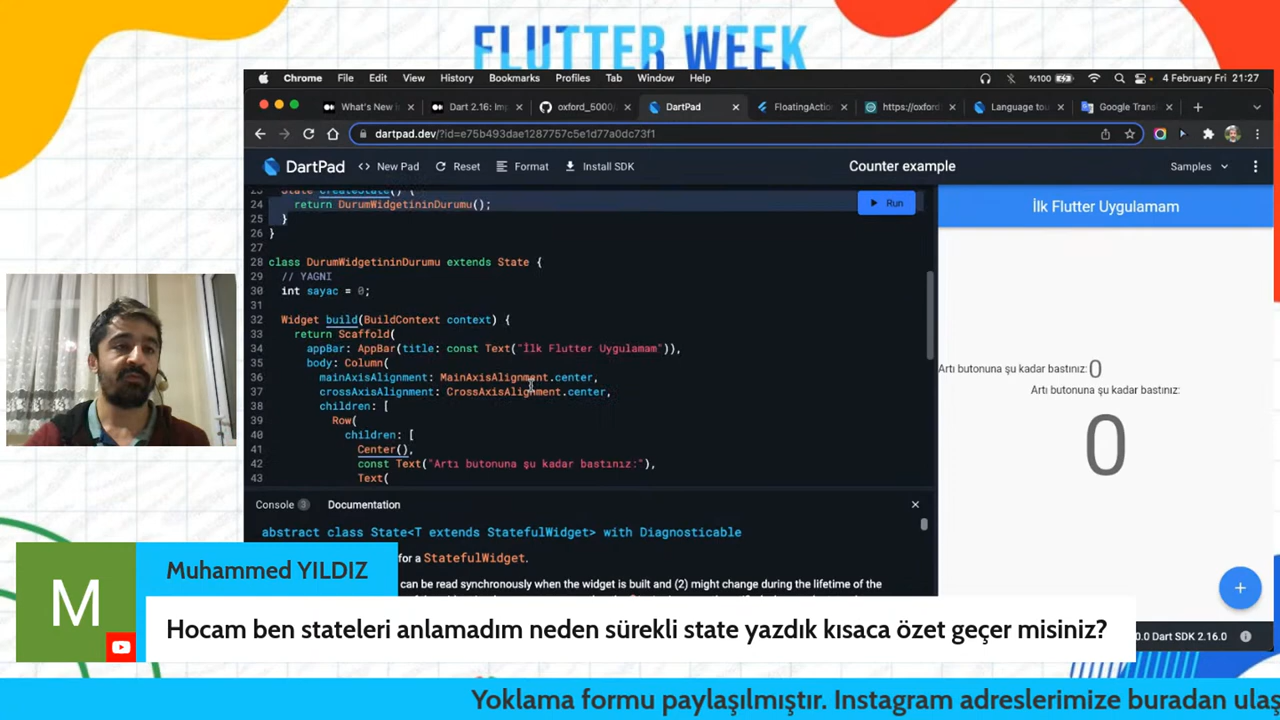 FLUTTER WEEK
Chrome File Edit View History Bookmarks Profiles Tab Window Help %100 4 February Fri 21:27
What's New i Dart 2.16: Im oxford_5000/ DartPad FloatingActio https://oxford Language tou Google Trans
dartpad.dev/?id=e75b493dae1287757c5e1d77a0dc73f1
DartPad <> New Pad Reset Format Install SDK Counter example Samples
23 State createState() {
24 return DurumWidgetininDurumu();
25 }
26 }
27
28 class DurumWidgetininDurumu extends State {
29 // YAGNI
30 int sayac = 0;
31
32 Widget build(BuildContext context) {
33 return Scaffold(
34 appBar: AppBar(title: const Text("İlk Flutter Uygulamam")),
35 body: Column(
36 mainAxisAlignment: MainAxisAlignment.center,
37 crossAxisAlignment: CrossAxisAlignment.center,
38 children: [
39 Row(
40 children: [
41 Center(),
42 const Text("Artı butonuna şu kadar bastınız:"),
43 Text(
Run
İlk Flutter Uygulamam
Artı butonuna şu kadar bastınız: 0
Artı butonuna şu kadar bastınız:
0
+
Console 3 Documentation
abstract class State<T extends StatefulWidget> with Diagnosticable
for a StatefulWidget.
can be read synchronously when the widget is built and (2) might change during the lifetime of the
0.0 Dart SDK 2.16.0
M
Muhammed YILDIZ
Hocam ben stateleri anlamadım neden sürekli state yazdık kısaca özet geçer misiniz?
Yoklama formu paylaşılmıştır. Instagram adreslerimize buradan ulaş